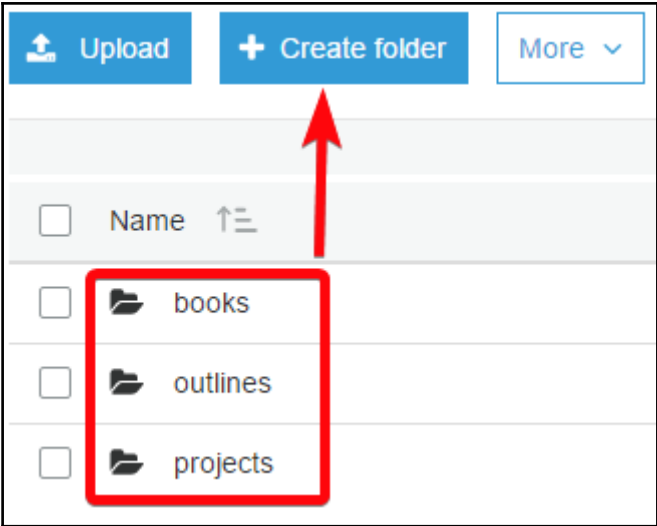 Upload + Create folder More
Name
books
outlines
projects